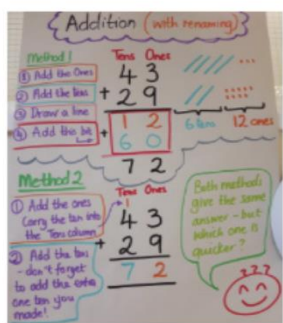 Addition (with renaming)
Method 1
Tens Ones
① Add the Ones
4 3
② Add the tens
+ 2 9
③ Draw a line
1 2
6 tens
12 ones
④ Add this bit
+ 6 0
7 2
Method 2
Tens Ones
① Add the ones
Carry the ten into
the Tens column
1
4 3
+ 2 9
7 2
② Add the tens
- don't forget
to add the extra
one ten you
made!
Both methods
give the same
answer - but
which one is
quicker?
???